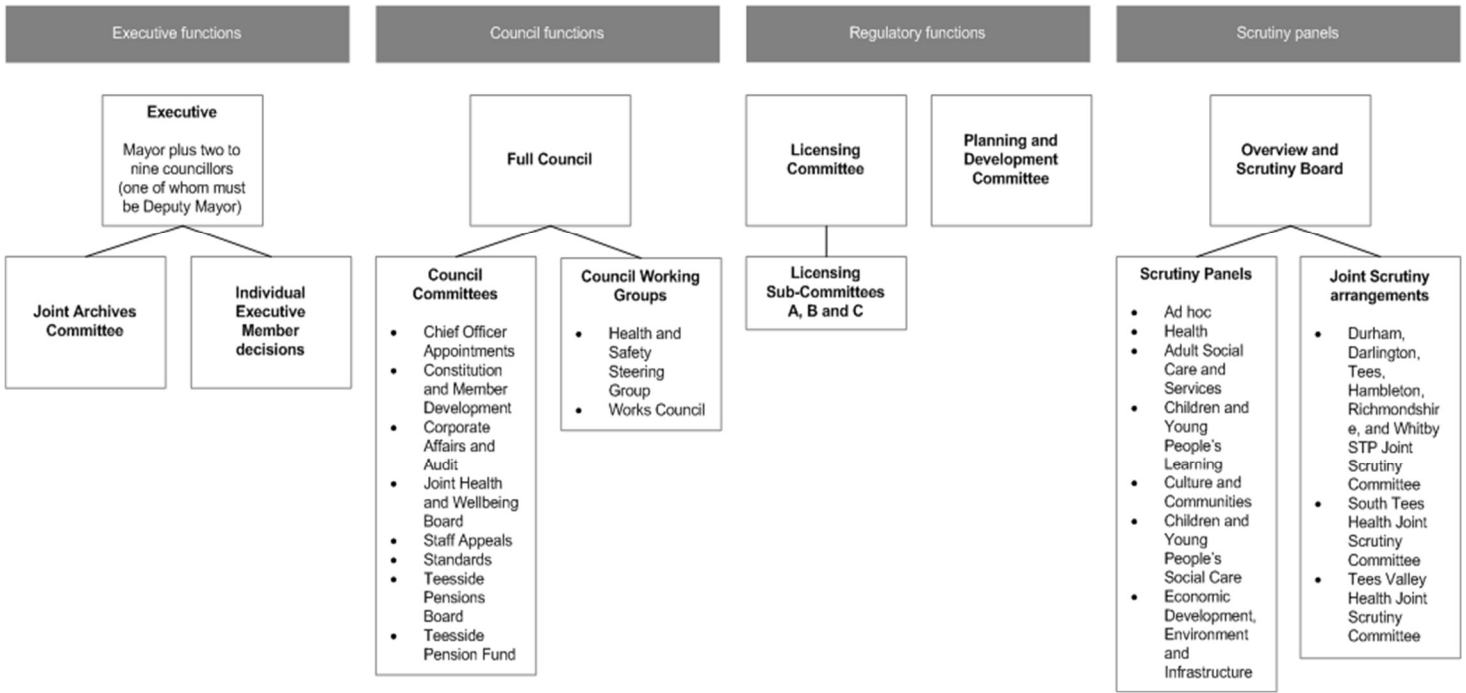 Executive functions
Council functions
Regulatory functions
Scrutiny panels
Executive
Mayor plus two to
nine councillors
(one of whom must
be Deputy Mayor)
Joint Archives
Committee
Individual
Executive
Member
decisions
Full Council
Council
Committees
• Chief Officer
Appointments
• Constitution
and Member
Development
• Corporate
Affairs and
Audit
• Joint Health
and Wellbeing
Board
• Staff Appeals
• Standards
• Teesside
Pensions
Board
• Teesside
Pension Fund
Council Working
Groups
• Health and
Safety
Steering
Group
• Works Council
Licensing
Committee
Planning and
Development
Committee
Licensing
Sub-Committees
A, B and C
Overview and
Scrutiny Board
Scrutiny Panels
• Ad hoc
• Health
• Adult Social
Care and
Services
• Children and
Young
People's
Learning
• Culture and
Communities
• Children and
Young
People's
Social Care
• Economic
Development,
Environment
and
Infrastructure
Joint Scrutiny
arrangements
• Durham,
Darlington,
Tees,
Hambleton,
Richmondshir
e, and Whitby
STP Joint
Scrutiny
Committee
• South Tees
Health Joint
Scrutiny
Committee
• Tees Valley
Health Joint
Scrutiny
Committee